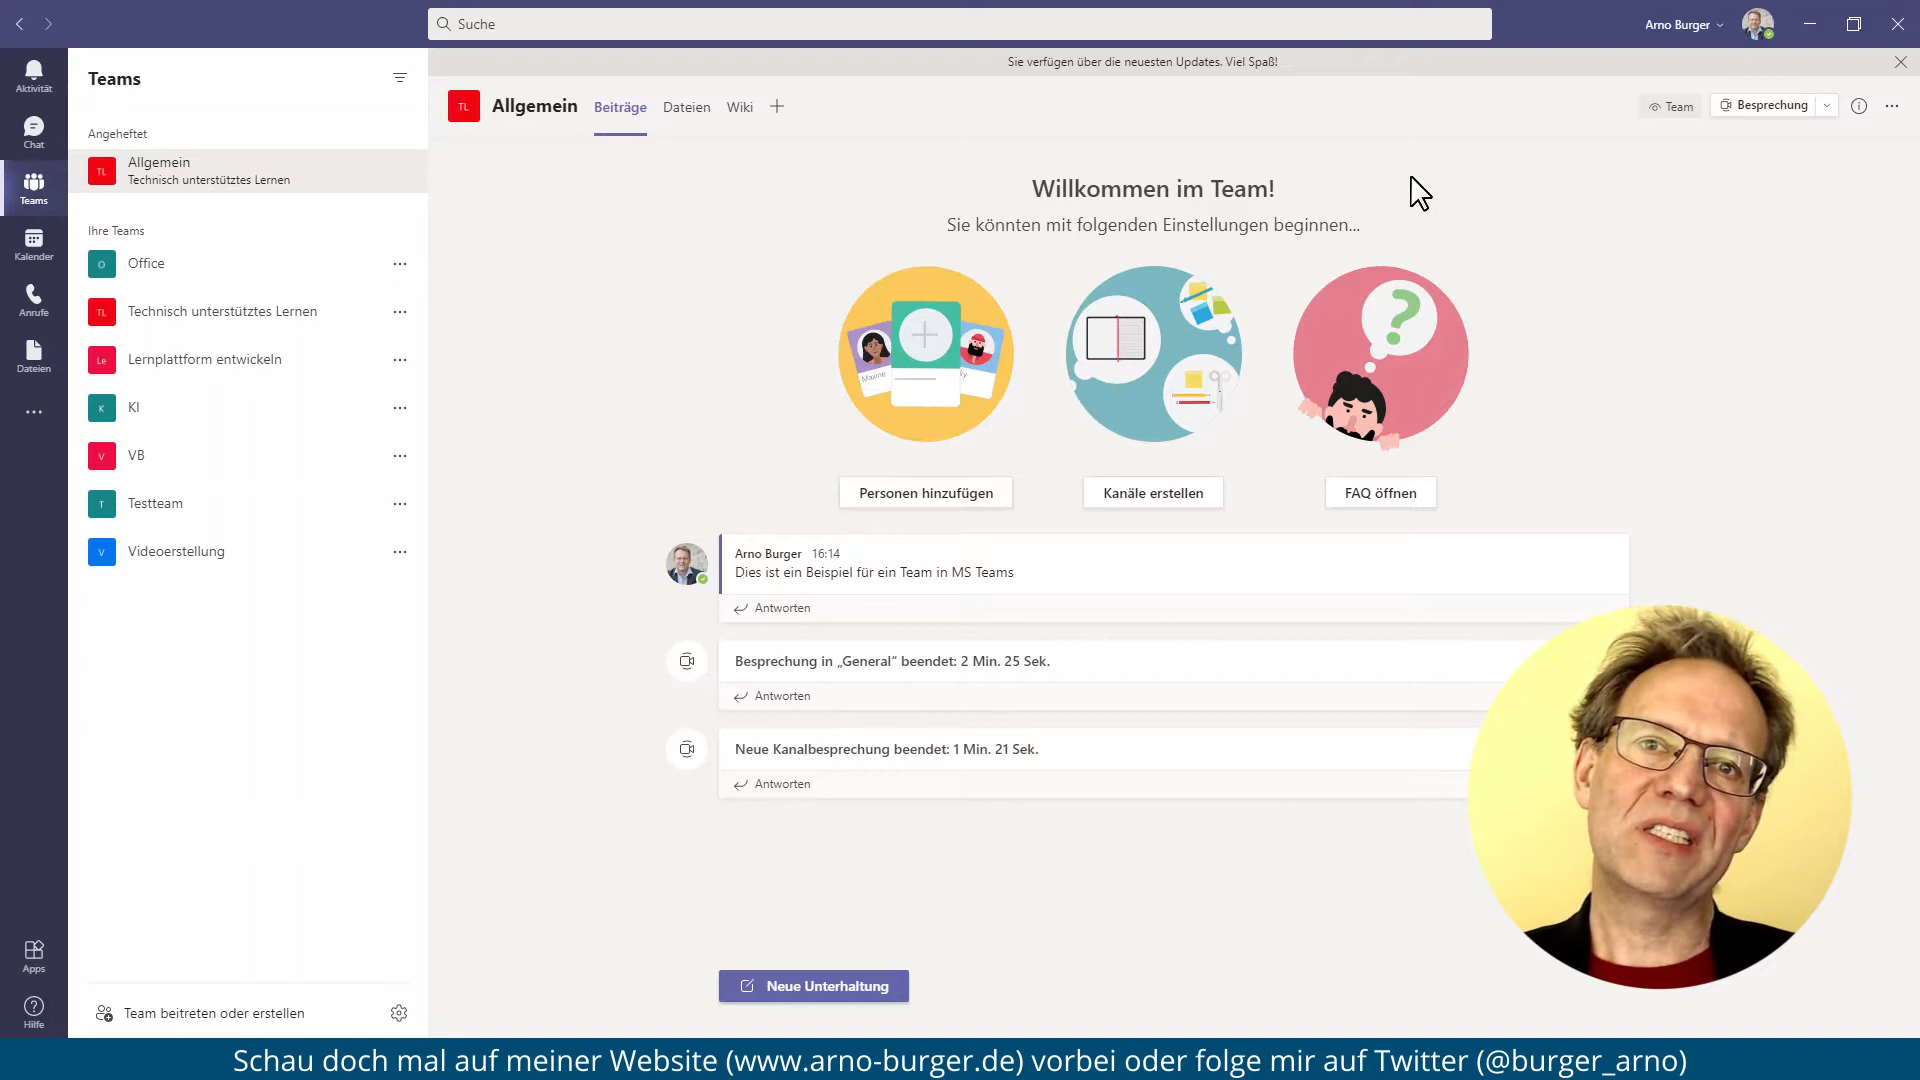 Suche
Arno Burger
Sie verfügen über die neuesten Updates. Viel Spaß!
Aktivität
Chat
Teams
Kalender
Anrufe
Dateien
Apps
Hilfe
Teams
Angeheftet
TL
Allgemein
Technisch unterstütztes Lernen
Ihre Teams
O Office
TL Technisch unterstütztes Lernen
Le Lernplattform entwickeln
K KI
V VB
T Testteam
V Videoerstellung
Team beitreten oder erstellen
TL Allgemein Beiträge Dateien Wiki
Team Besprechung
Willkommen im Team!
Sie könnten mit folgenden Einstellungen beginnen...
Maxine
ky
Personen hinzufügen
Kanäle erstellen
FAQ öffnen
Arno Burger 16:14
Dies ist ein Beispiel für ein Team in MS Teams
Antworten
Besprechung in „General“ beendet: 2 Min. 25 Sek.
Antworten
Neue Kanalbesprechung beendet: 1 Min. 21 Sek.
Antworten
Neue Unterhaltung
Schau doch mal auf meiner Website (www.arno-burger.de) vorbei oder folge mir auf Twitter (@burger_arno)